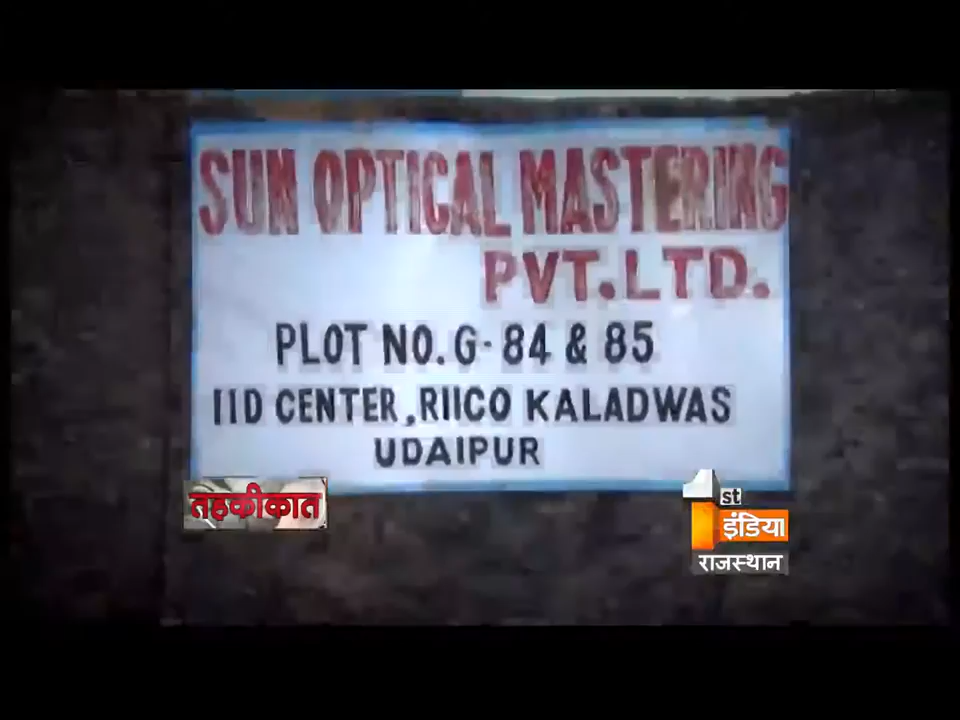 SUN OPTICAL MASTERING
PVT. LTD.
PLOT NO. G-84 & 85
IID CENTER, RIICO KALADWAS
UDAIPUR
तहकीकात
1st
इंडिया
राजस्थान